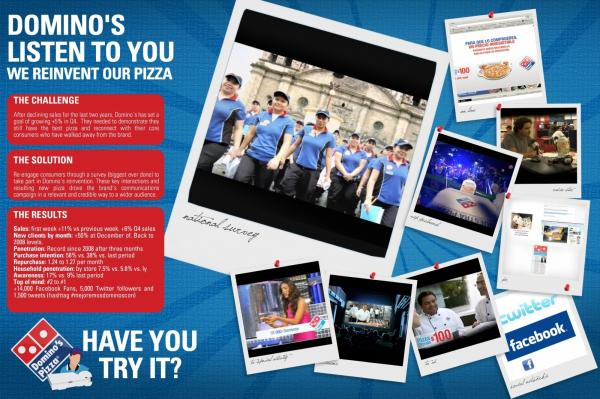 DOMINO'S
LISTEN TO YOU
WE REINVENT OUR PIZZA
THE CHALLENGE
After declining sales for the last two years, Domino's has set a
goal of growing +5% in Q4. They needed to demonstrate they
still have the best pizza and reconnect with their core
consumers who have walked away from the brand.
THE SOLUTION
Re-engage consumers through a survey (biggest ever done) to
take part in Domino's reinvention. These key interactions and
resulting new pizza drove the brand's communications
campaign in a relevant and credible way to a wider audience.
THE RESULTS
Sales: first week +11% vs previous week, +6% Q4 sales
New clients by month: +50% at December of. Back to
2008 levels.
Penetration: Record since 2008 after three months
Purchase intention: 56% vs. 38% vs. last period
Repurchase: 1.24 to 1.27 per month
Household penetration: by store 7.5% vs. 5.8% vs. ly
Awareness: 17% vs. 9% last period
Top of mind: #2 to #1
+14,000 Facebook Fans, 5,000 Twitter followers and
1,500 tweets (hashtag #mejoremosdominoscon)
Domino's
Pizza
HAVE YOU
TRY IT?
national survey
$100
$100
twitter
facebook
f
social networks